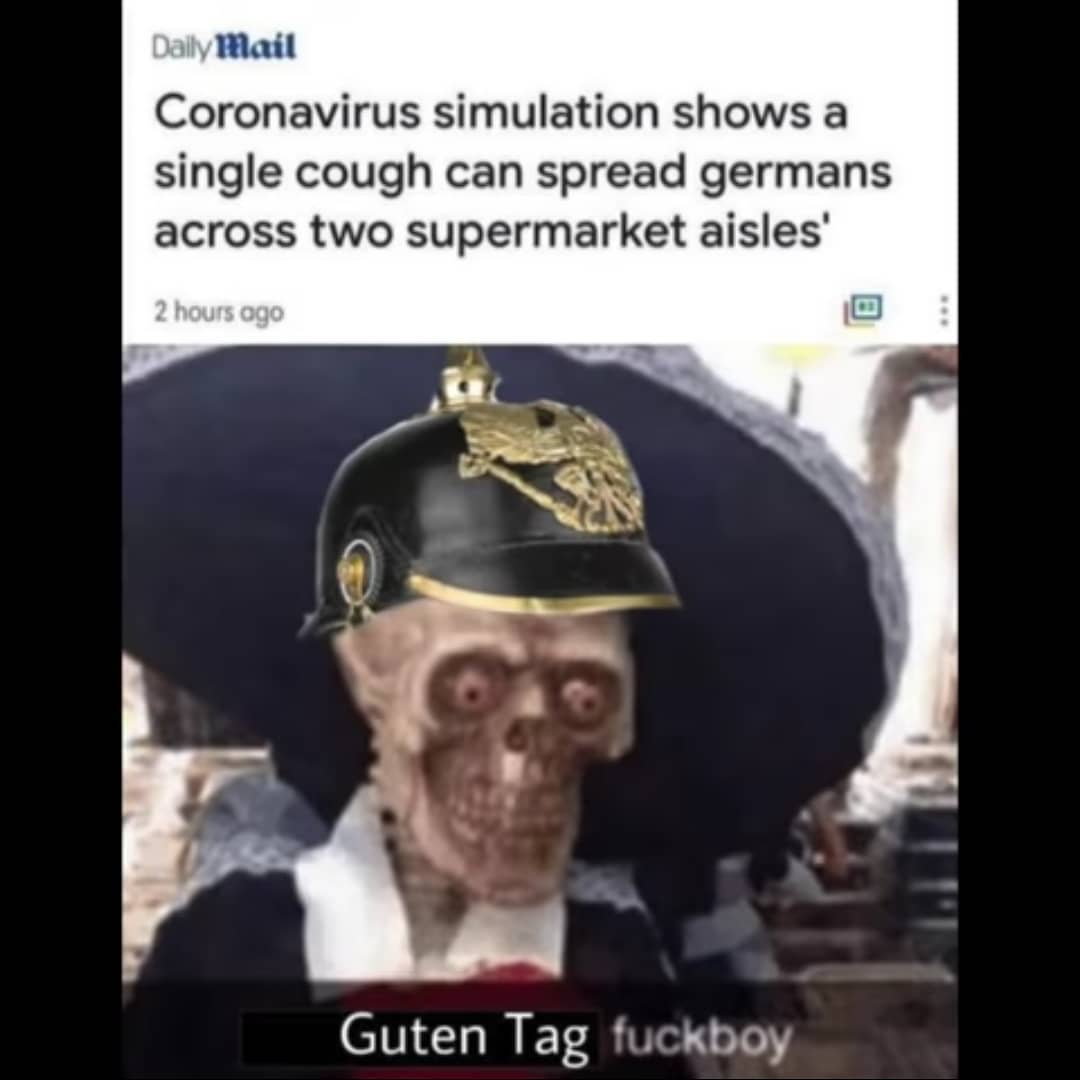 Daily Mail
Coronavirus simulation shows a
single cough can spread germans
across two supermarket aisles'
2 hours ago
Guten Tag fuckboy